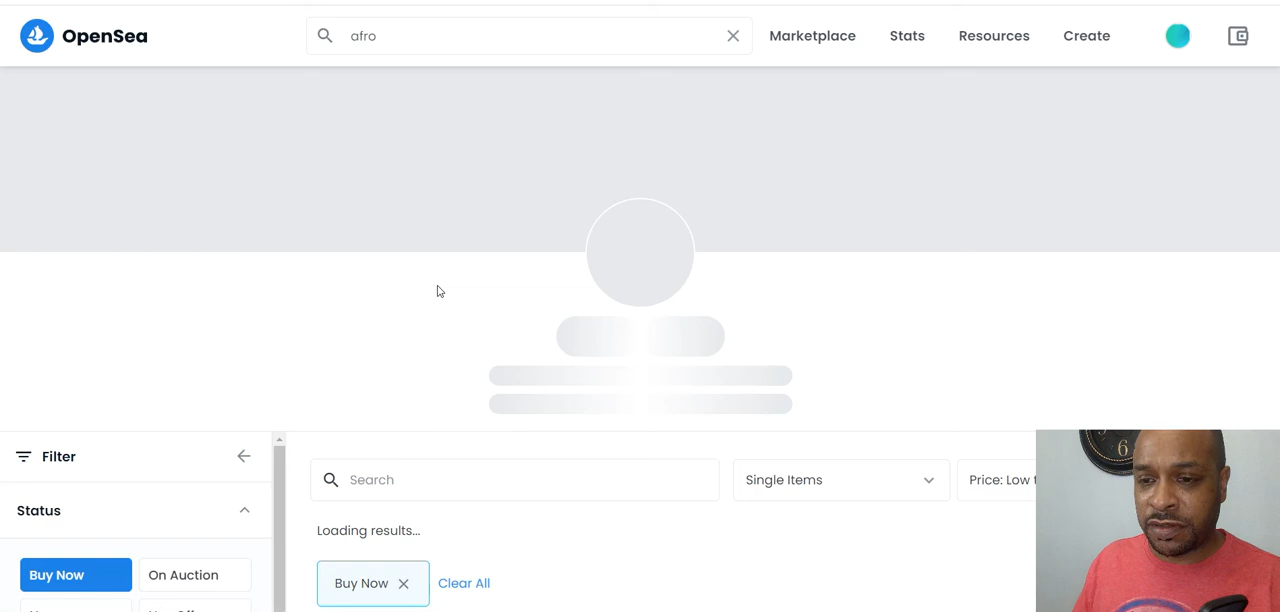 OpenSea
afro
Marketplace
Stats
Resources
Create
Filter
Search
Single Items
Price: Low
Status
Loading results...
Buy Now
On Auction
Buy Now
Clear All
6